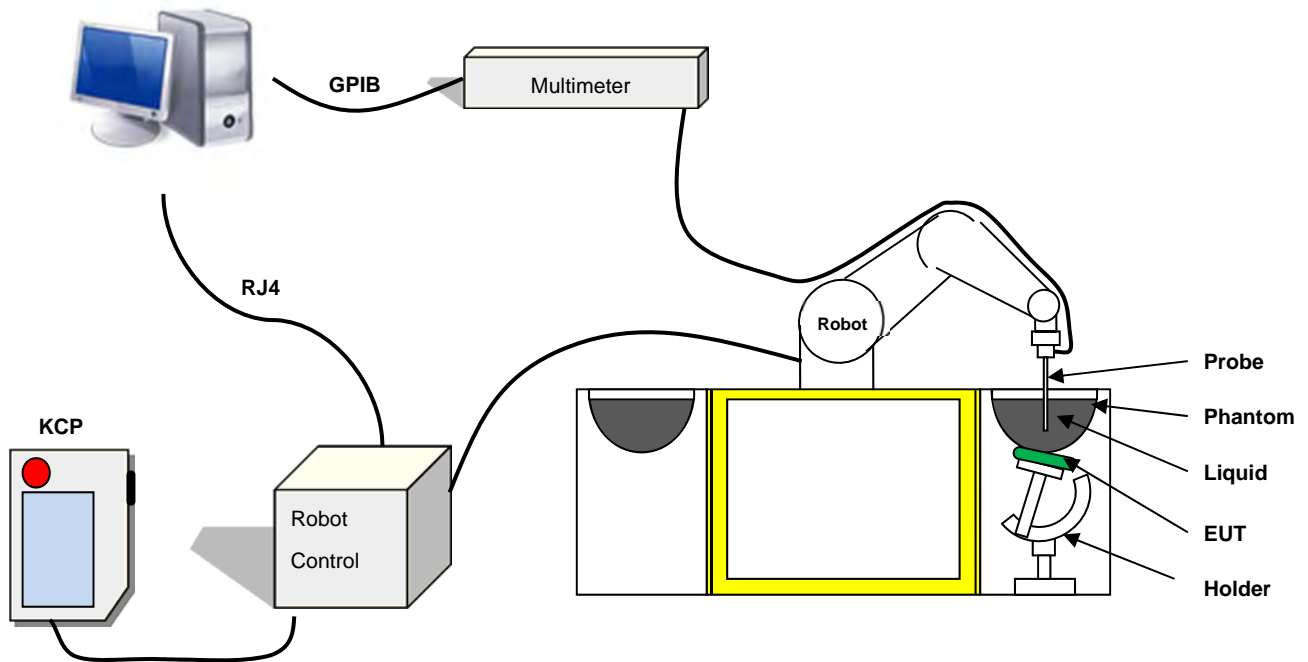 GPIB
Multimeter
RJ4
Robot
Probe
Phantom
KCP
Liquid
Robot
Control
EUT
Holder